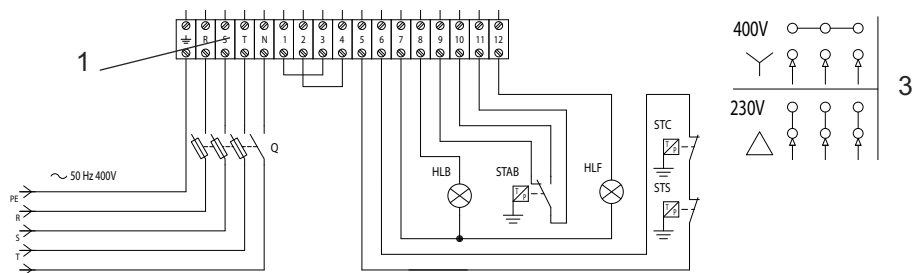 R S T N 1 2 3 4 5 6 7 8 9 10 11 12
1
Q
50 Hz 400V
PE
R
S
T
HLB
STAB
T P
HLF
STC
T P
STS
T P
400V
230V
3